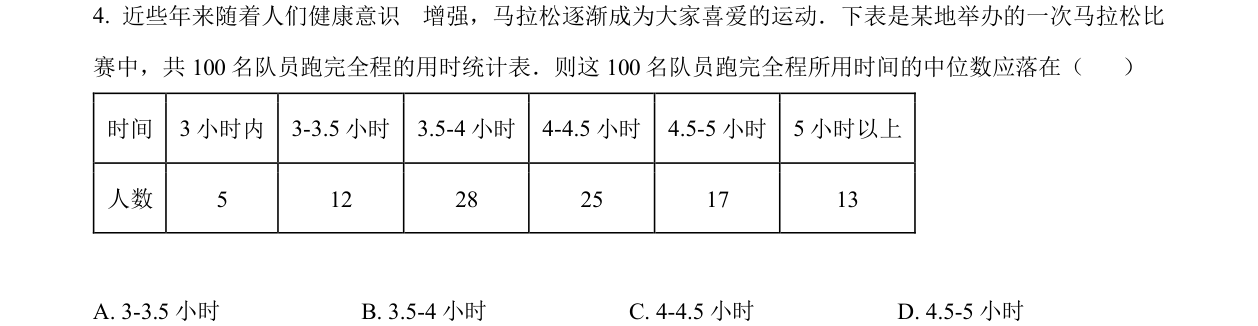 4. 近些年来随着人们健康意识 增强，马拉松逐渐成为大家喜爱的运动．下表是某地举办的一次马拉松比
赛中，共 100 名队员跑完全程的用时统计表．则这 100 名队员跑完全程所用时间的中位数应落在（ ）
时间 3 小时内 3-3.5 小时 3.5-4 小时 4-4.5 小时 4.5-5 小时 5 小时以上
人数 5 12 28 25 17 13
A. 3-3.5 小时 B. 3.5-4 小时 C. 4-4.5 小时 D. 4.5-5 小时